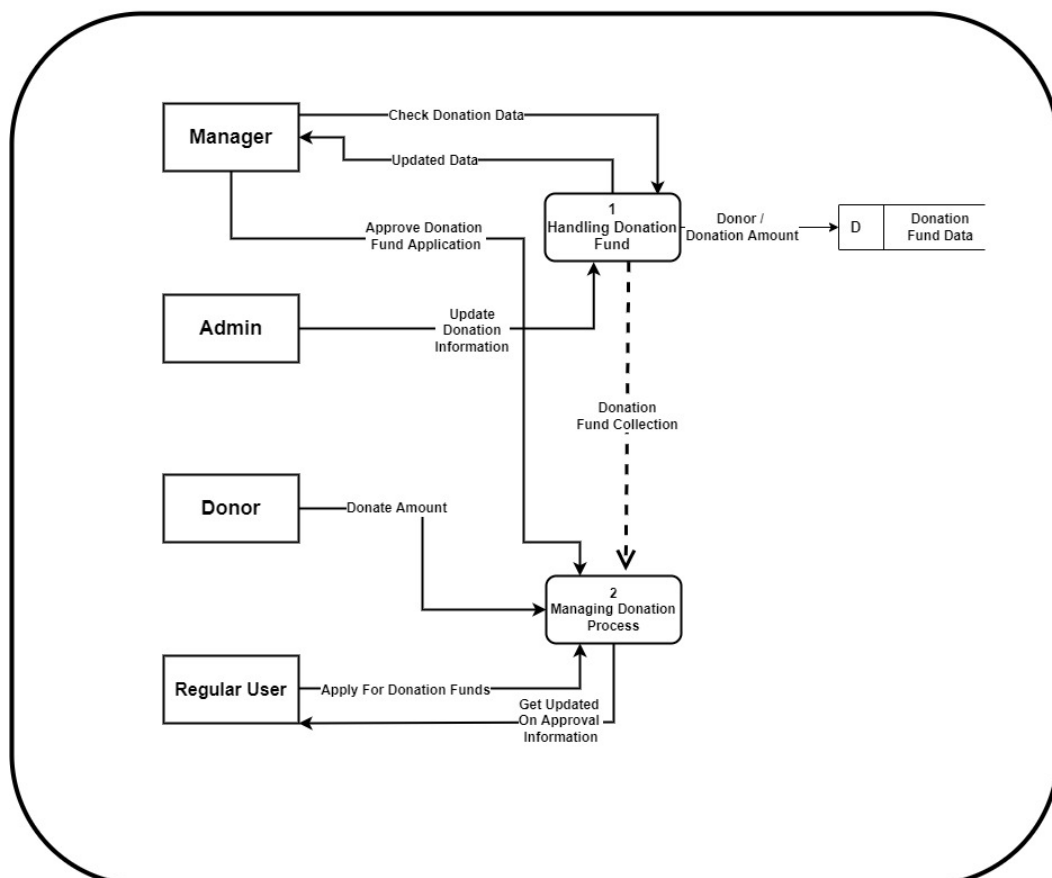 Manager
Check Donation Data
Updated Data
1
Handling Donation
Fund
Donor /
Donation Amount
D
Donation
Fund Data
Approve Donation
Fund Application
Admin
Update
Donation
Information
Donation
Fund Collection
Donor
Donate Amount
2
Managing Donation
Process
Regular User
Apply For Donation Funds
Get Updated
On Approval
Information